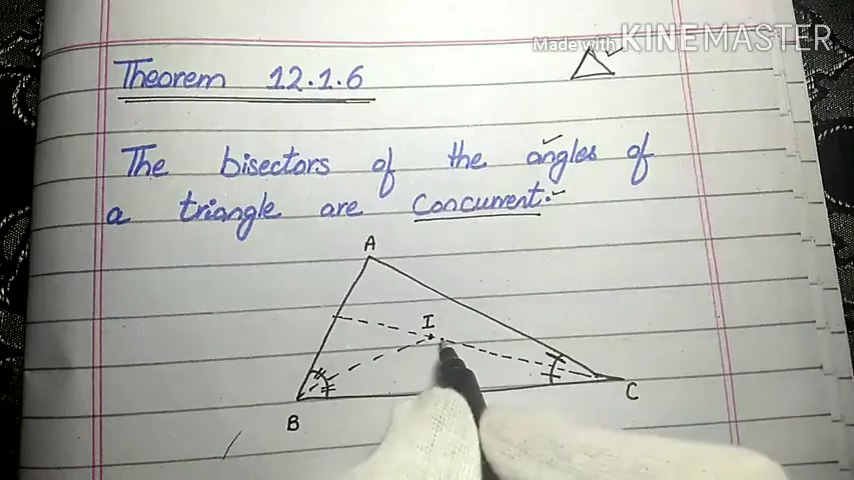 Made with KINEMASTER
Theorem 12.1.6
The bisectors of the angles of
a triangle are concurrent.
A
I
C
B